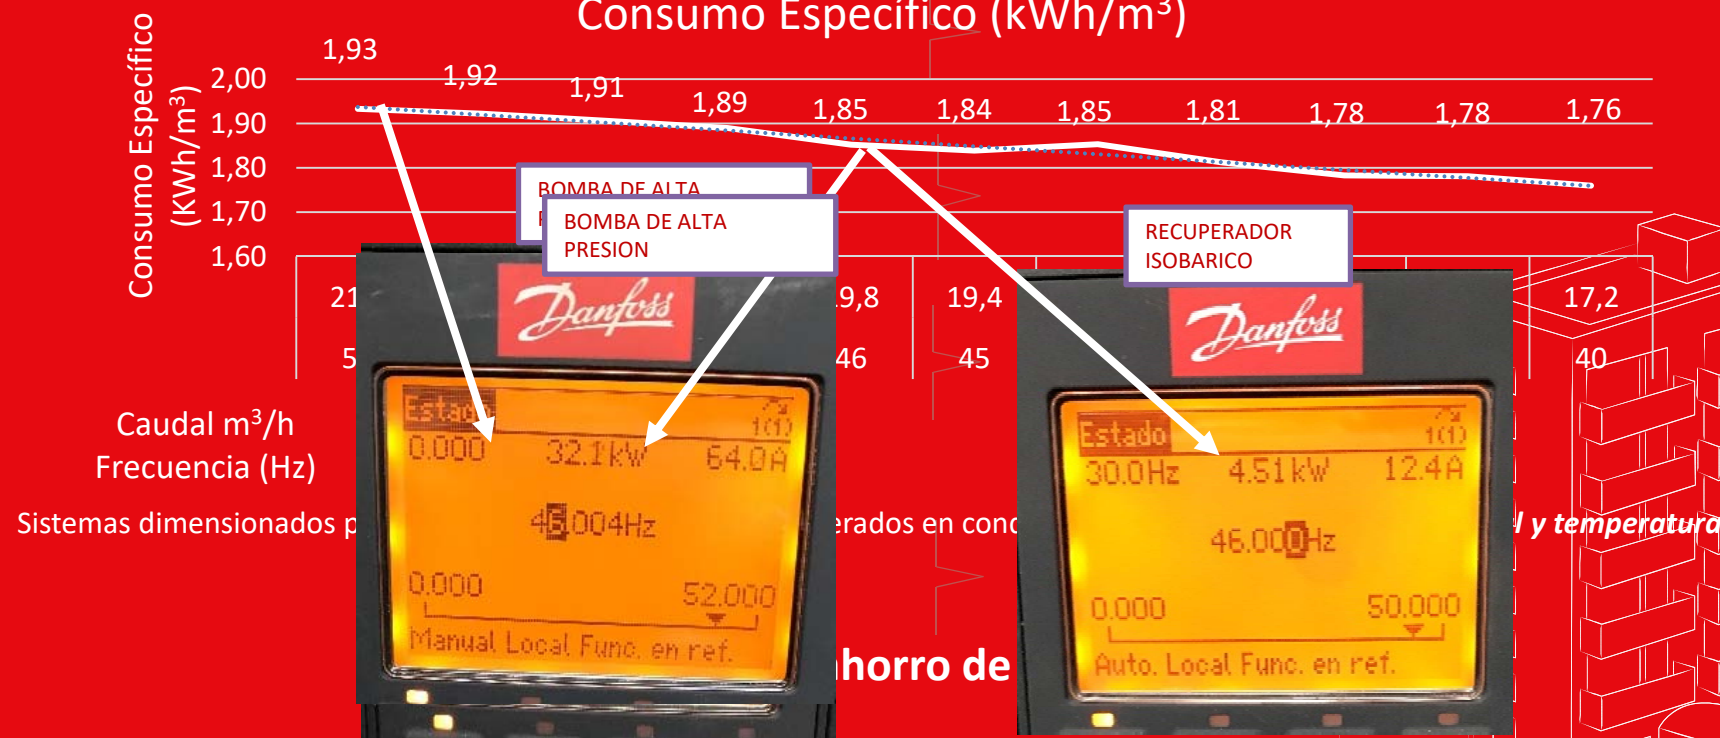 Consumo Específico (kWh/m³)
Consumo Específico
(KWh/m³)
1,93
1,92
1,91
1,89
1,85
1,84
1,85
1,81
1,78
1,78
1,76
2,00
1,90
1,80
1,70
1,60
BOMBA DE ALTA
BOMBA DE ALTA
PRESION
RECUPERADOR
ISOBARICO
21
9,8
19,4
17,2
5
46
45
40
Caudal m³/h
Frecuencia (Hz)
Danfoss
Estado
1(1)
0.000 32.1kW 64.0A
46.004Hz
0.000 52.000
Manual Local Func. en ref.
Danfoss
Estado
1(1)
30.0Hz 4.51kW 12.4A
46.000Hz
0.000 50.000
Auto. Local Func. en ref.
Sistemas dimensionados p
erados en cond
l y temperatura
horro de